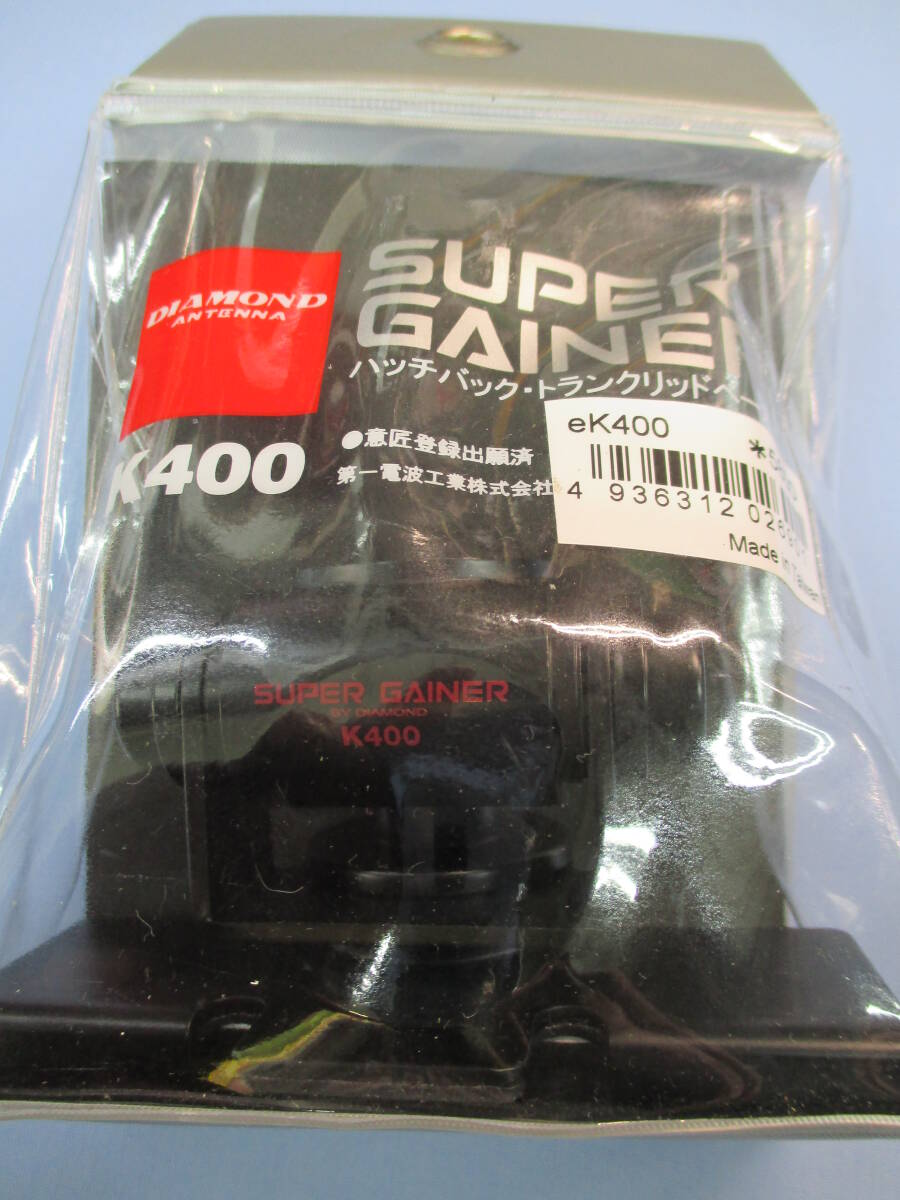 DIAMOND
ANTENNA
SUPER
GAINER
ハッチバック・トランクリッドベー
K400
●意匠登録出願済
第一電波工業株式会社
eK400
4 936312 026
Made in Taiwan
SUPER GAINER
BY DIAMOND
K400